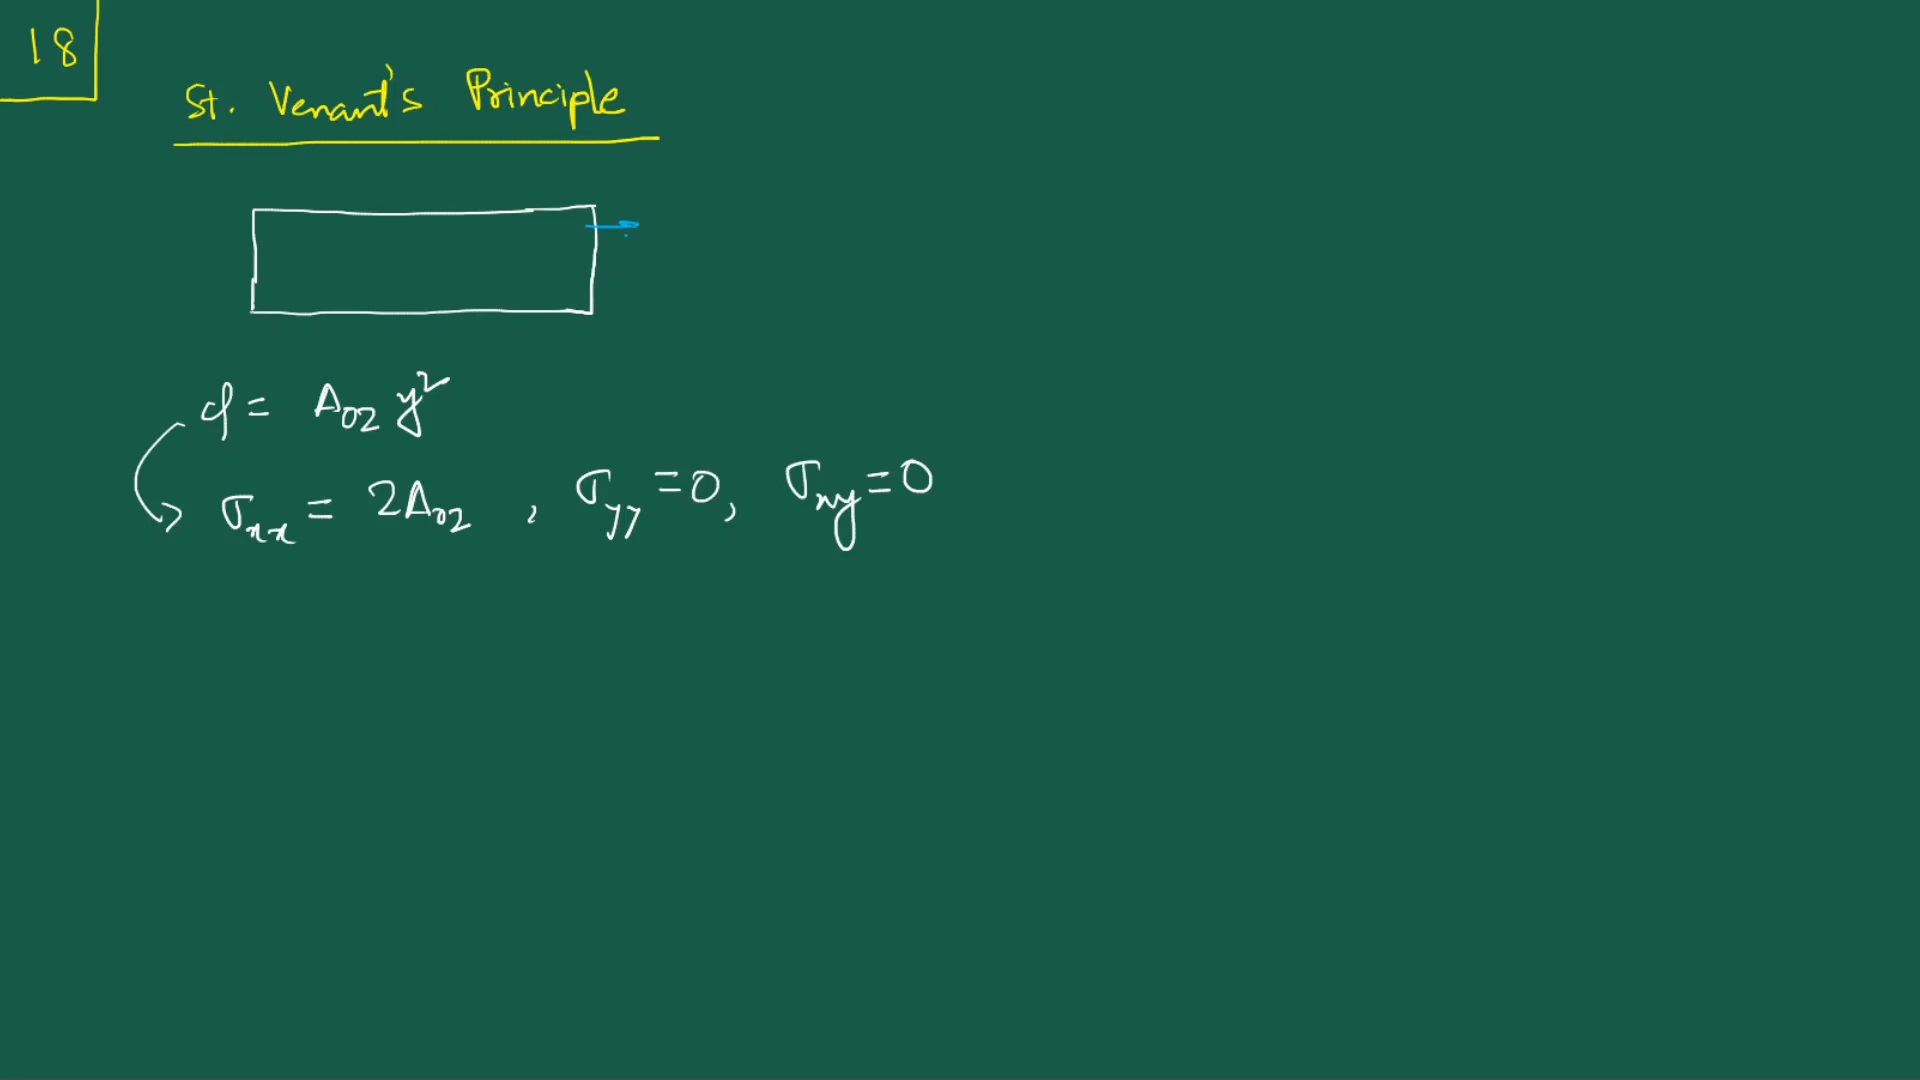 18
St. Venant's Principle
φ = A₀₂ y²
σₓₓ = 2A₀₂ , σyy = 0, σxy = 0